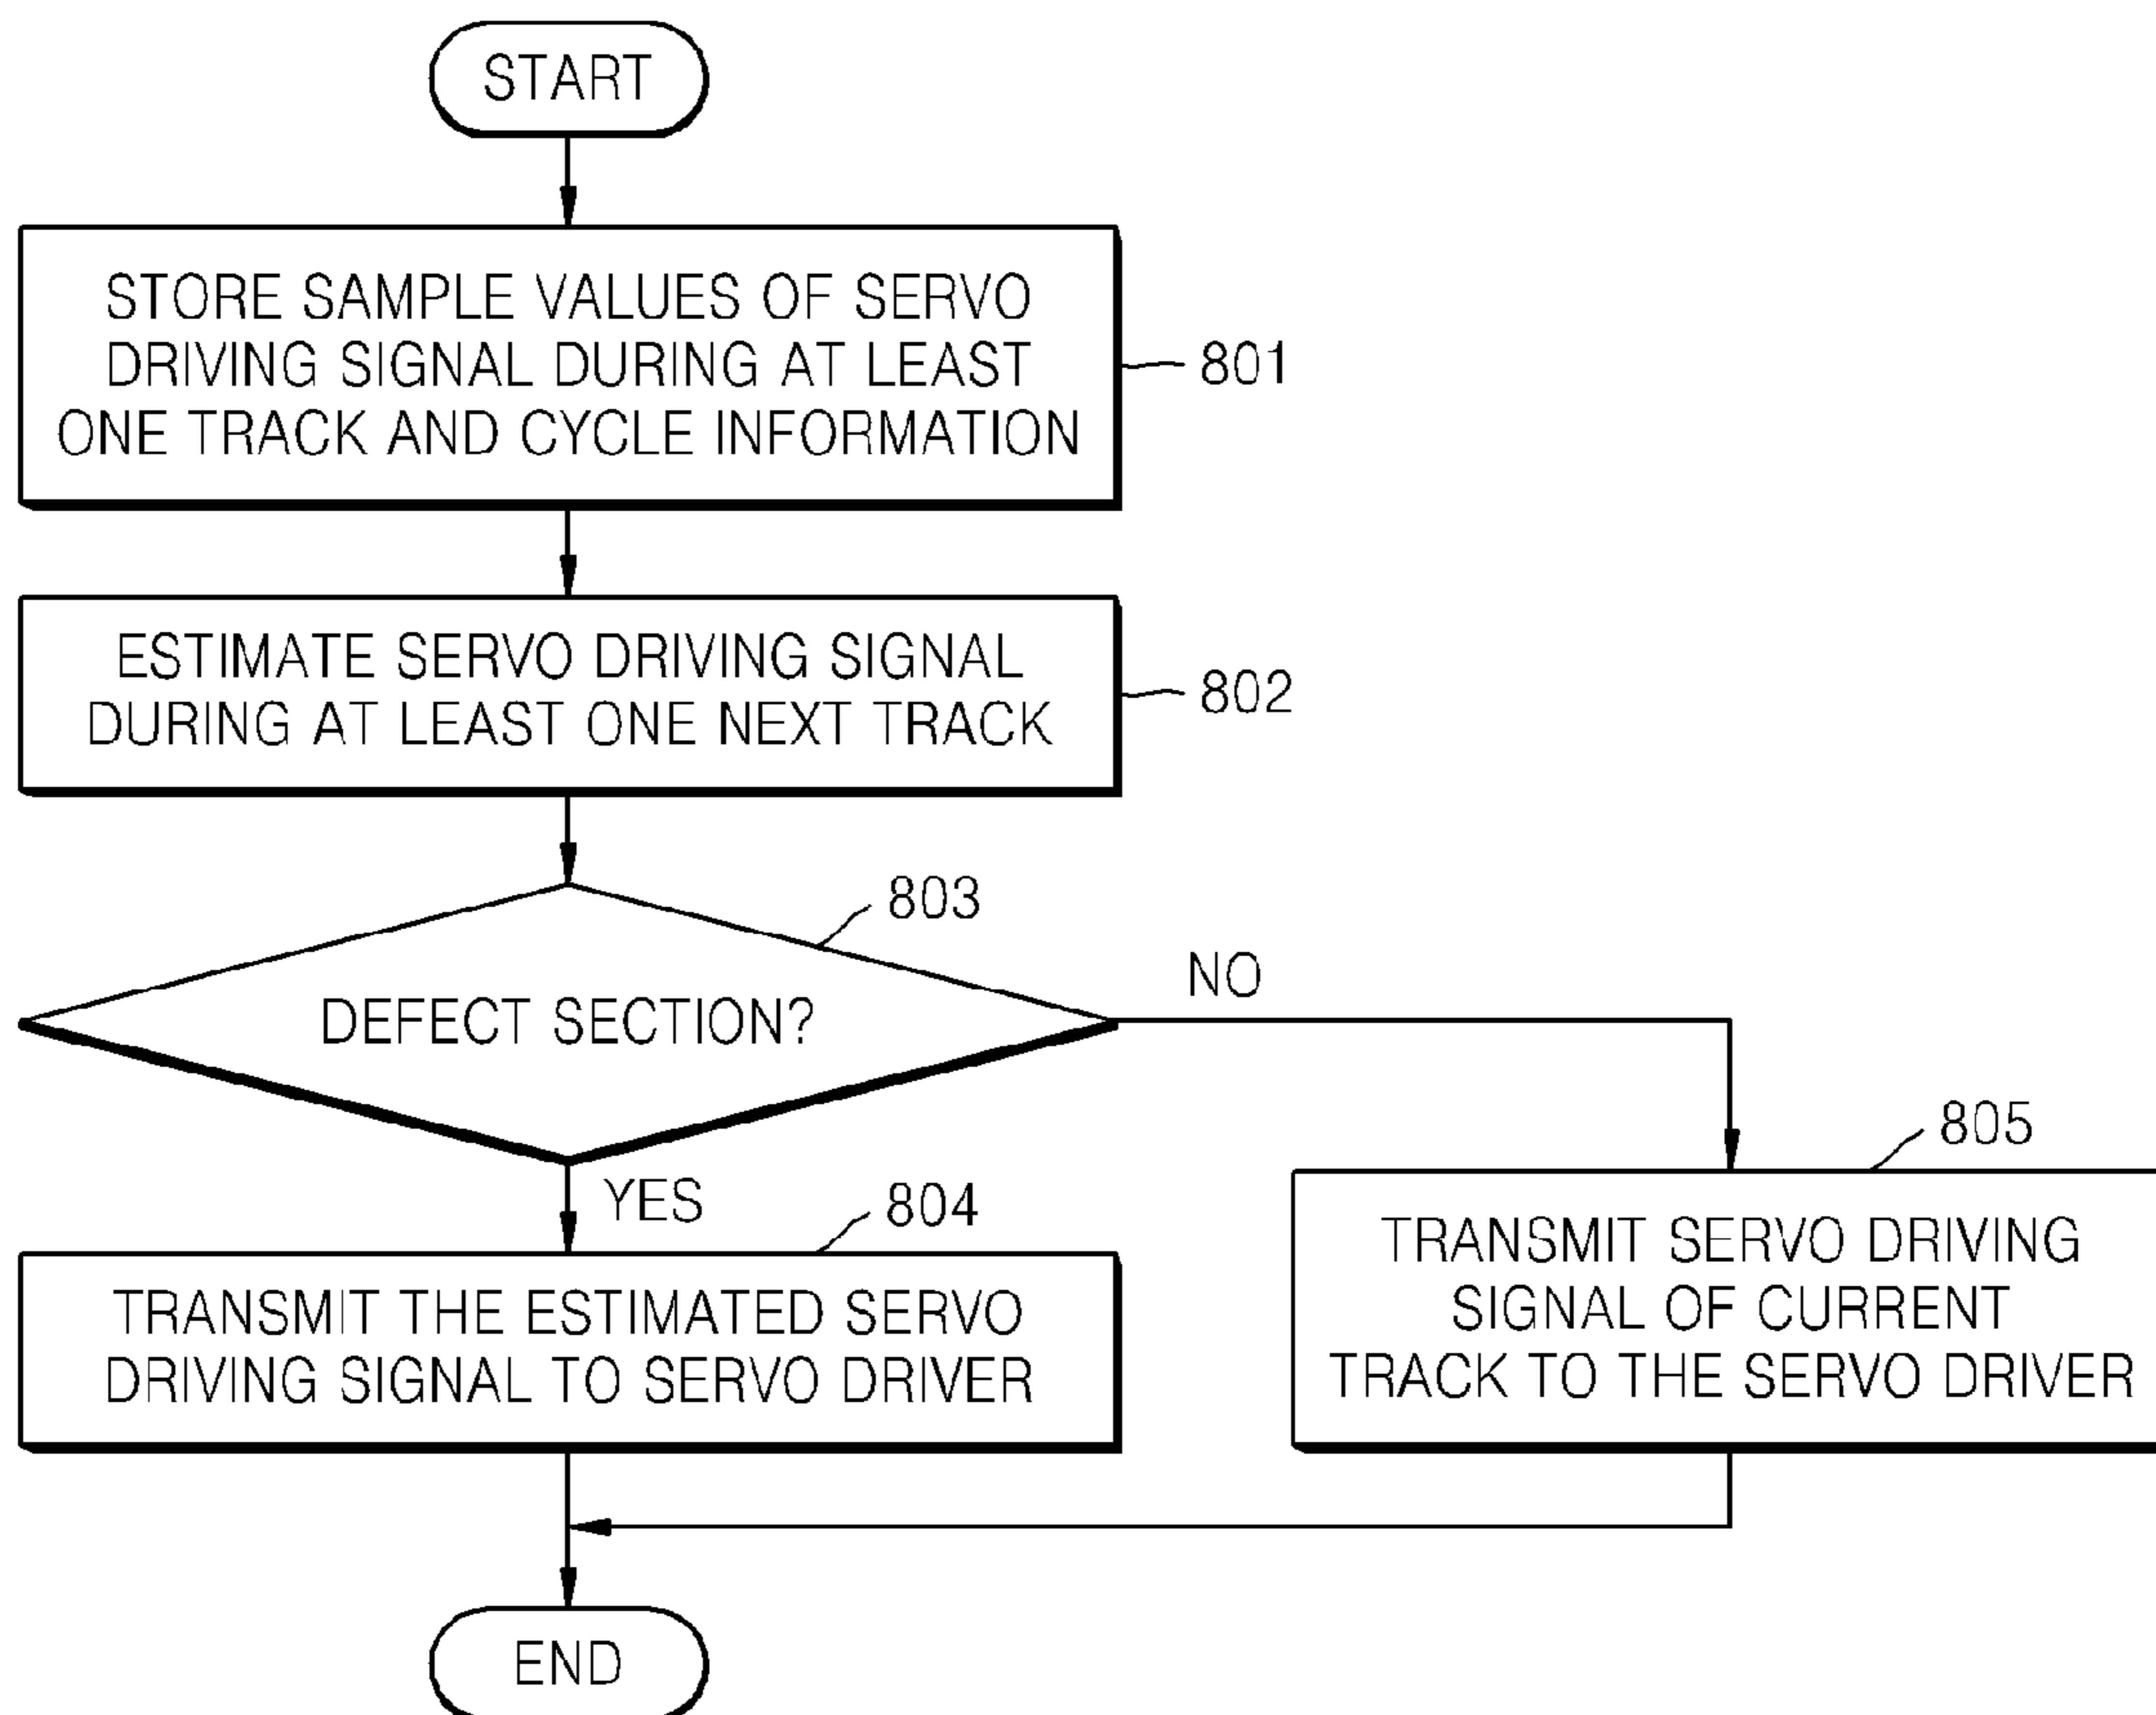 START
STORE SAMPLE VALUES OF SERVO
DRIVING SIGNAL DURING AT LEAST
ONE TRACK AND CYCLE INFORMATION
801
ESTIMATE SERVO DRIVING SIGNAL
DURING AT LEAST ONE NEXT TRACK
802
803
DEFECT SECTION?
NO
YES
804
TRANSMIT THE ESTIMATED SERVO
DRIVING SIGNAL TO SERVO DRIVER
805
TRANSMIT SERVO DRIVING
SIGNAL OF CURRENT
TRACK TO THE SERVO DRIVER
END